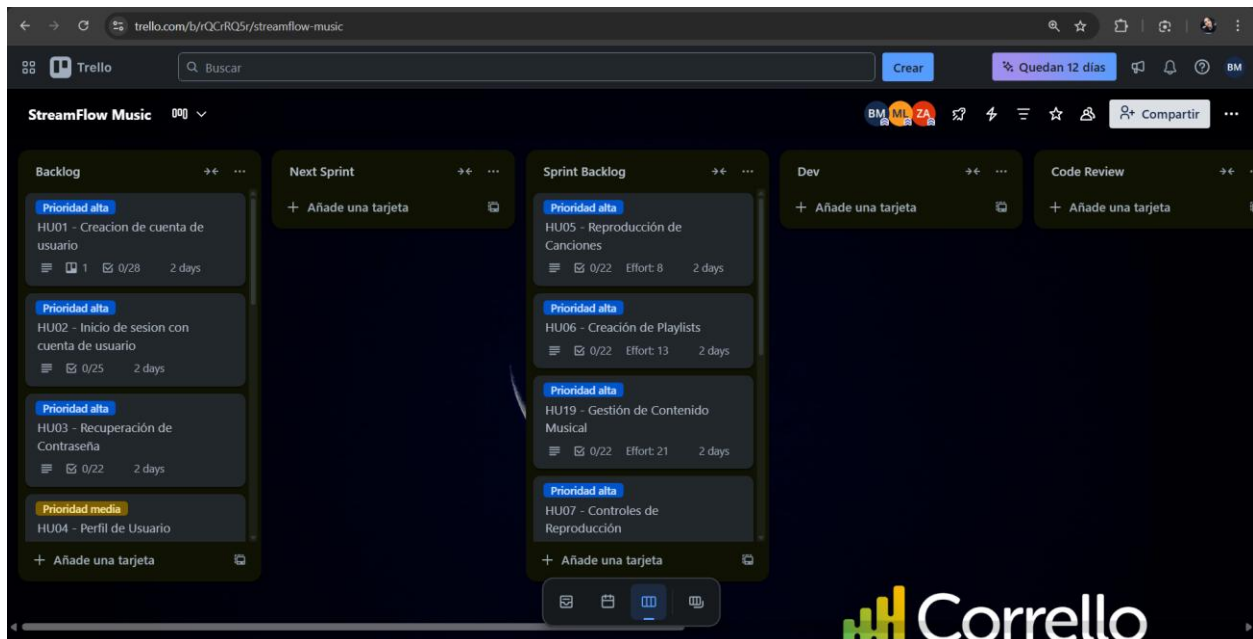 trello.com/b/rQCrRQ5r/streamflow-music
Trello
Buscar
Crear
Quedan 12 días
BM
StreamFlow Music
BM ML ZA
Compartir
Backlog
Prioridad alta
HU01 - Creacion de cuenta de
usuario
1 0/28 2 days
Prioridad alta
HU02 - Inicio de sesion con
cuenta de usuario
0/25 2 days
Prioridad alta
HU03 - Recuperación de
Contraseña
0/22 2 days
Prioridad media
HU04 - Perfil de Usuario
+ Añade una tarjeta
Next Sprint
+ Añade una tarjeta
Sprint Backlog
Prioridad alta
HU05 - Reproducción de
Canciones
0/22 Effort: 8 2 days
Prioridad alta
HU06 - Creación de Playlists
0/22 Effort: 13 2 days
Prioridad alta
HU19 - Gestión de Contenido
Musical
0/22 Effort: 21 2 days
Prioridad alta
HU07 - Controles de
Reproducción
+ Añade una tarjeta
Dev
+ Añade una tarjeta
Code Review
+ Añade una tarjeta
Corrello